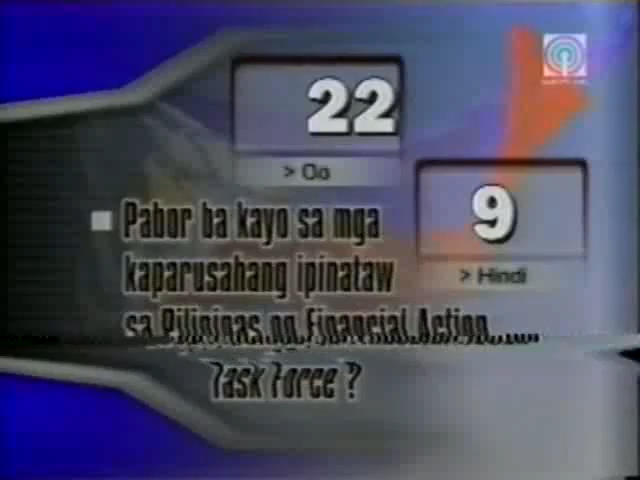 22
> Oo
9
> Hindi
Pabor ba kayo sa mga
kaparusahang ipinataw
sa Pilipinas ng Financial Action
Task Force ?